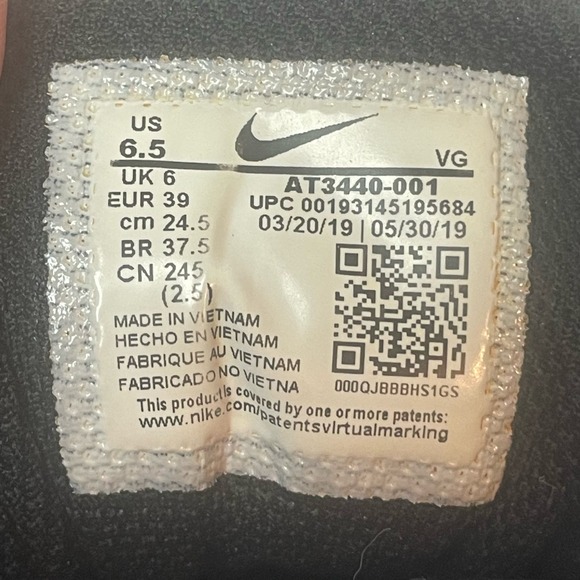 US
6.5
VG
UK 6
EUR 39
cm 24.5
BR 37.5
CN 245
(2.5)
AT3440-001
UPC 00193145195684
03/20/19 | 05/30/19
000QJBBBHS1GS
MADE IN VIETNAM
HECHO EN VIETNAM
FABRIQUE AU VIETNAM
FABRICADO NO VIETNA
This product is covered by one or more patents:
www.nike.com/patentsvirtualmarking